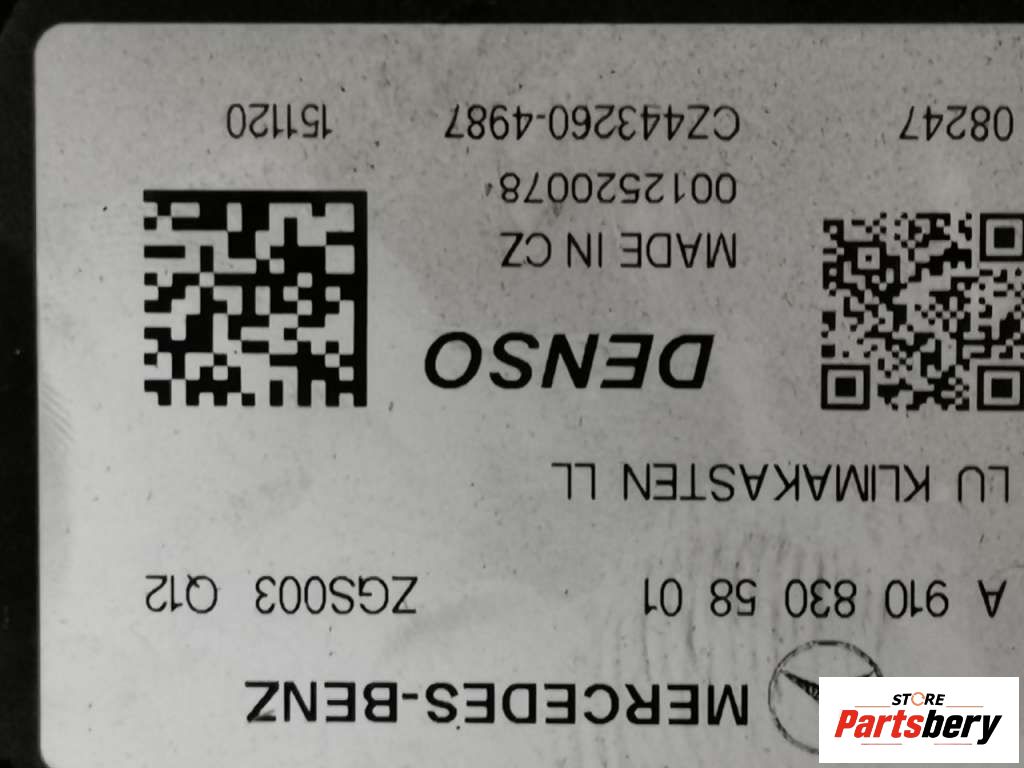 MERCEDES-BENZ
A 910 830 58 01 ZGS003 Q12
LU KLIMAKASTEN LL
DENSO
MADE IN CZ
0012520078
08247 CZ443260-4987 151120
STORE
Partsbery